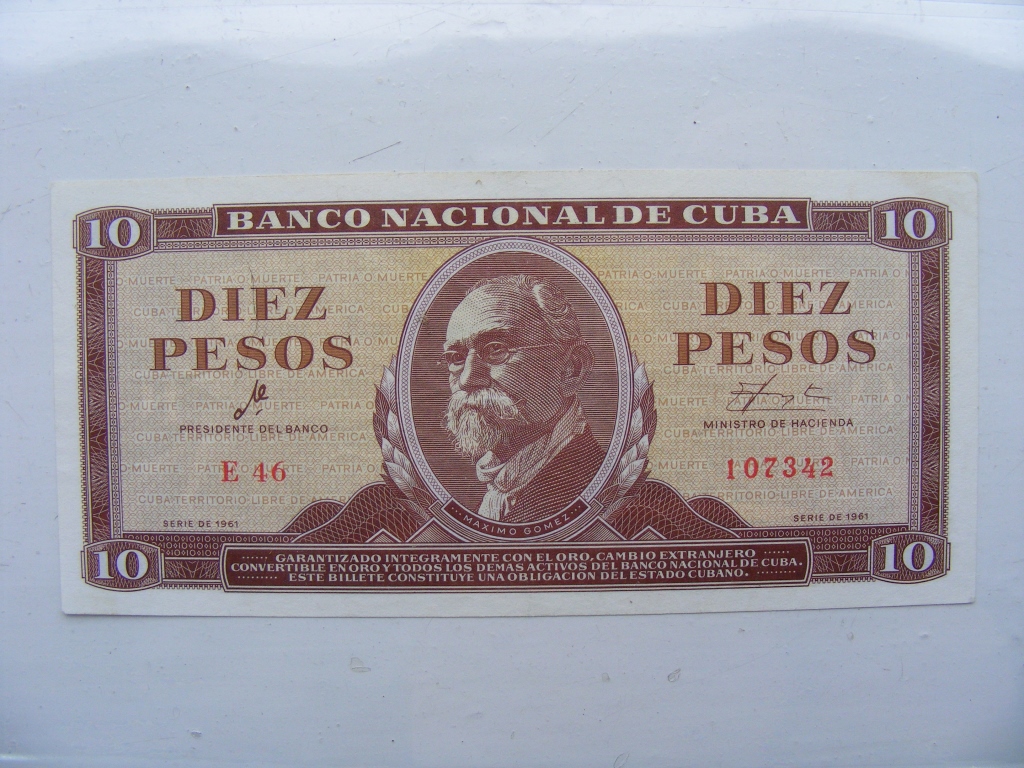 BANCO NACIONAL DE CUBA
10
10
DIEZ
PESOS
DIEZ
PESOS
PATRIA O MUERTE
CUBA TERRITORIO LIBRE DE AMERICA
Che
PRESIDENTE DEL BANCO
MINISTRO DE HACIENDA
E 46
107342
SERIE DE 1961
SERIE DE 1961
MAXIMO GOMEZ
10
10
GARANTIZADO INTEGRAMENTE CON EL ORO, CAMBIO EXTRANJERO
CONVERTIBLE EN ORO Y TODOS LOS DEMAS ACTIVOS DEL BANCO NACIONAL DE CUBA.
ESTE BILLETE CONSTITUYE UNA OBLIGACION DEL ESTADO CUBANO.